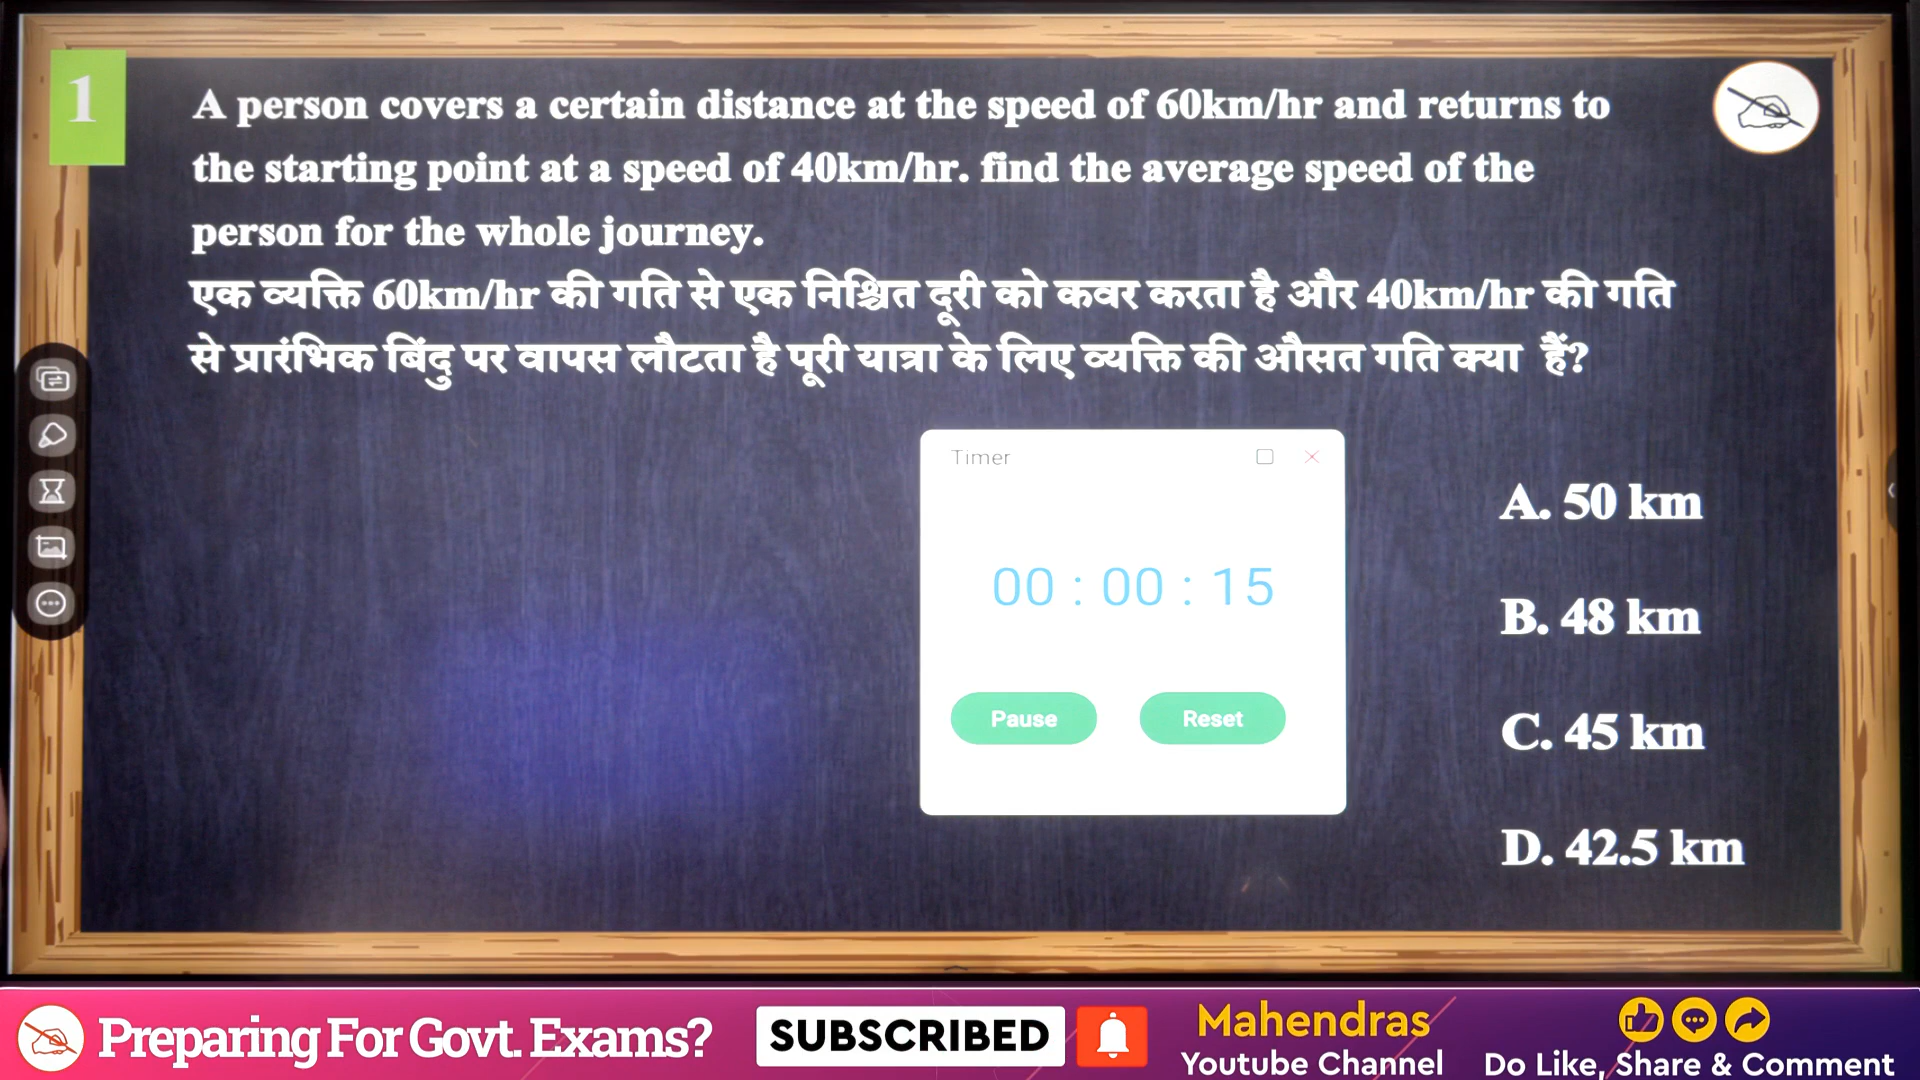 1
A person covers a certain distance at the speed of 60km/hr and returns to
the starting point at a speed of 40km/hr. find the average speed of the
person for the whole journey.
एक व्यक्ति 60km/hr की गति से एक निश्चित दूरी को कवर करता है और 40km/hr की गति
से प्रारंभिक बिंदु पर वापस लौटता है पूरी यात्रा के लिए व्यक्ति की औसत गति क्या हैं?
Timer
00 : 00 : 15
Pause Reset
A. 50 km
B. 48 km
C. 45 km
D. 42.5 km
Preparing For Govt. Exams?
SUBSCRIBED
Mahendras
Youtube Channel
Do Like, Share & Comment